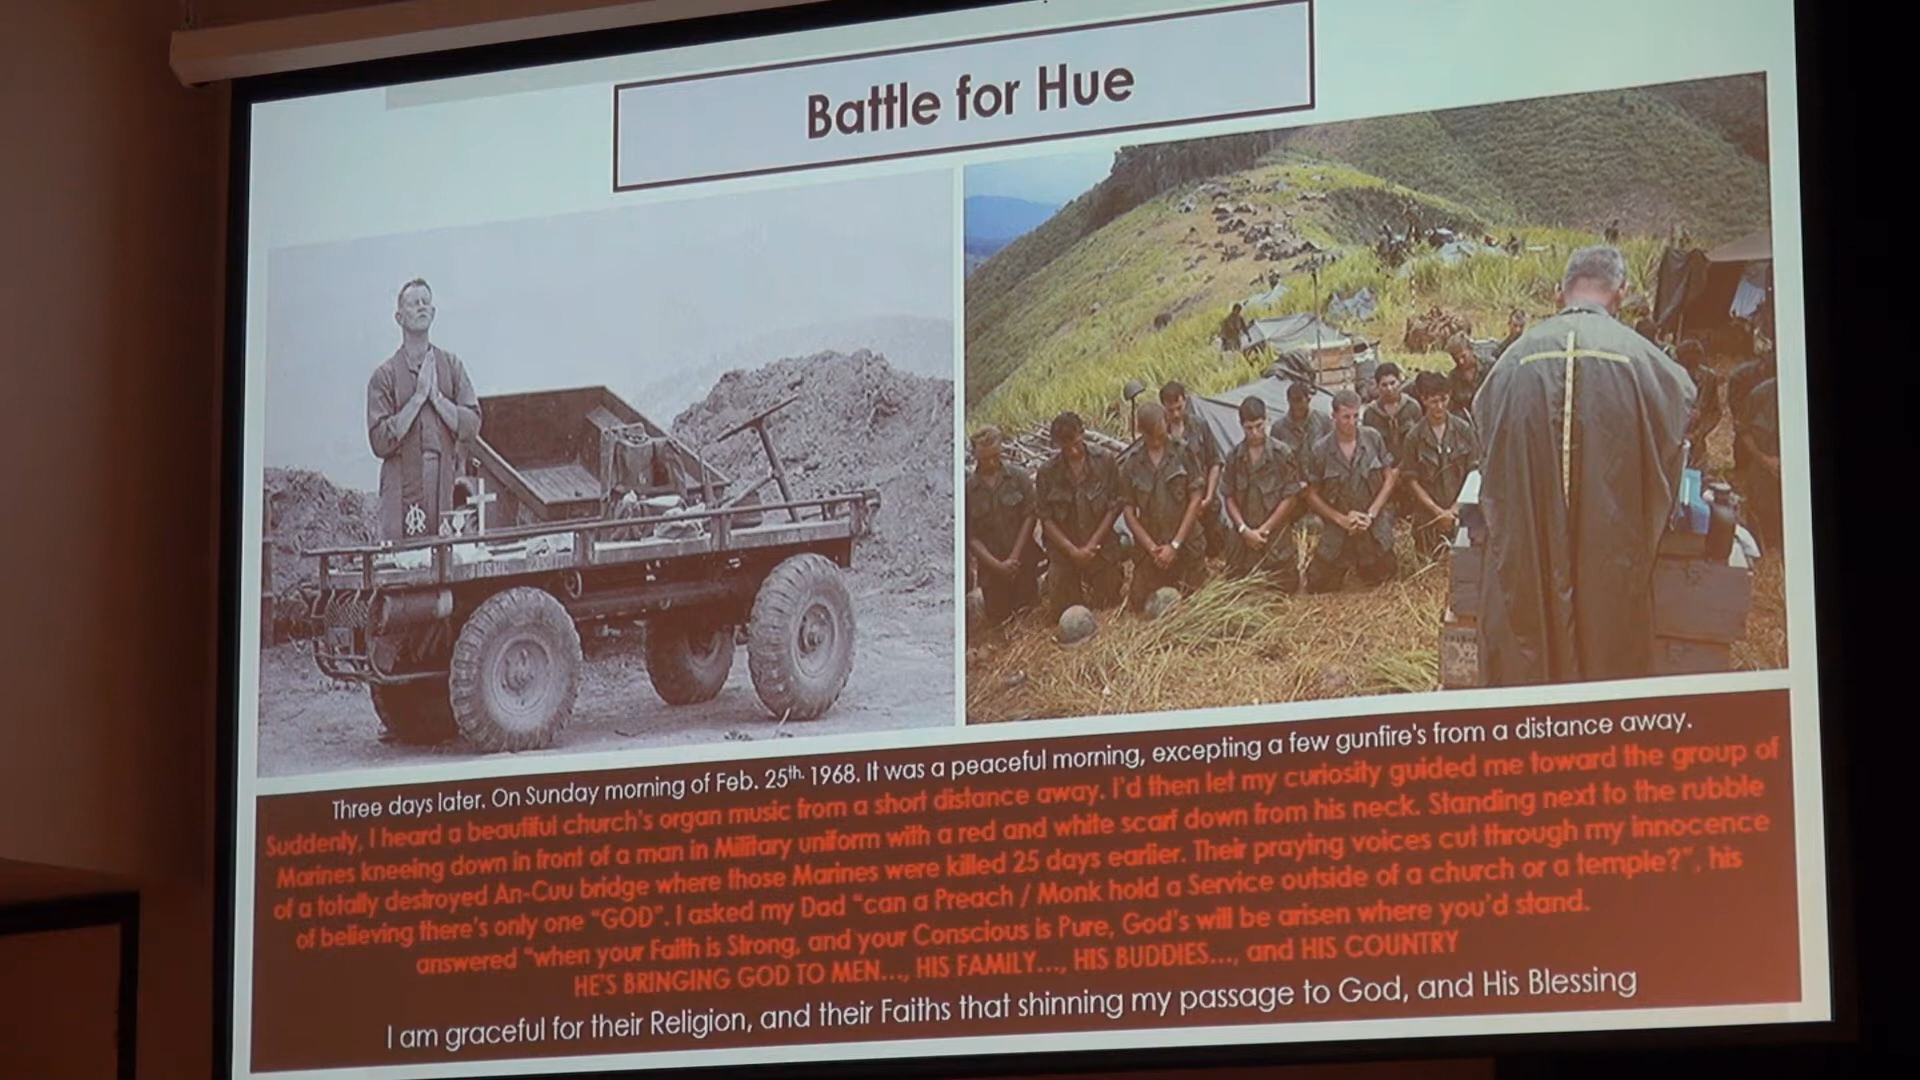 Battle for Hue
Three days later. On Sunday morning of Feb. 25th. 1968. It was a peaceful morning, excepting a few gunfire's from a distance away.
Suddenly, I heard a beautiful church's organ music from a short distance away. I'd then let my curiosity guided me toward the group of
Marines kneeing down in front of a man in Military uniform with a red and white scarf down from his neck. Standing next to the rubble
of a totally destroyed An-Cuu bridge where those Marines were killed 25 days earlier. Their praying voices cut through my innocence
of believing there's only one "GOD". I asked my Dad "can a Preach / Monk hold a Service outside of a church or a temple?", his
answered "when your Faith is Strong, and your Conscious is Pure, God's will be arisen where you'd stand.
HE'S BRINGING GOD TO MEN..., HIS FAMILY..., HIS BUDDIES..., and HIS COUNTRY
I am graceful for their Religion, and their Faiths that shinning my passage to God, and His Blessing